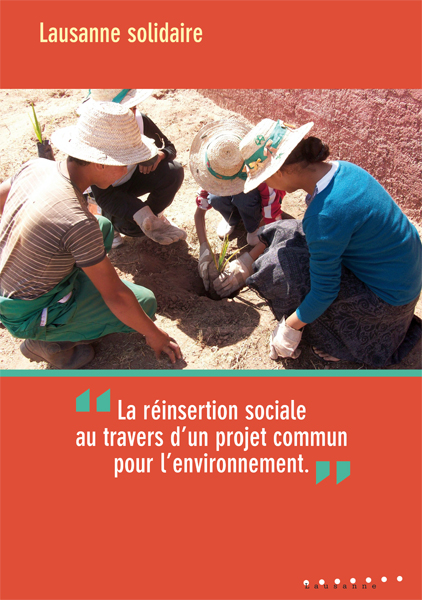 Lausanne solidaire
“ La réinsertion sociale
au travers d’un projet commun
pour l’environnement. ”
Lausanne